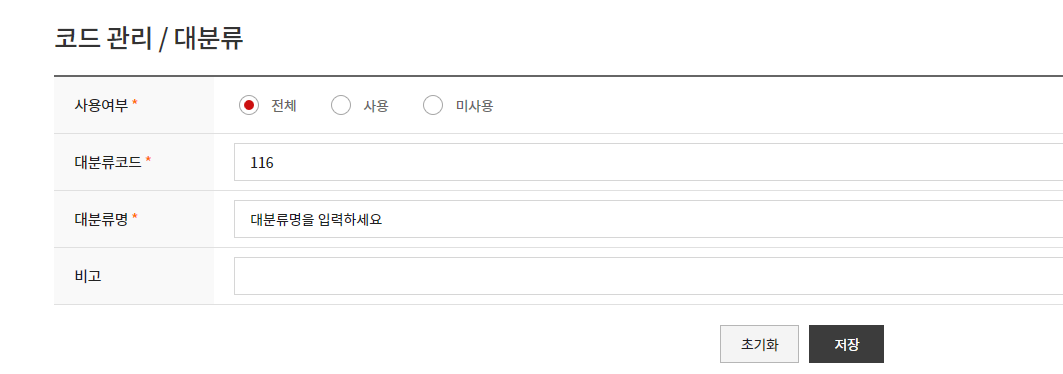 코드 관리 / 대분류
사용여부 * 전체 사용 미사용
대분류코드 * 116
대분류명 * 대분류명을 입력하세요
비고
초기화 저장